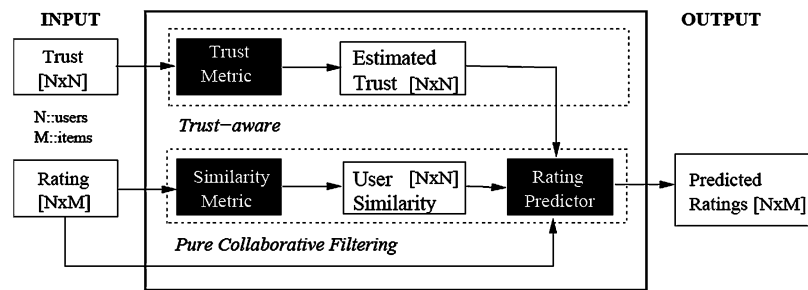 INPUT
OUTPUT
Trust
[NxN]
Trust
Metric
Estimated
Trust [NxN]
N::users
M::items
Trust-aware
Rating
[NxM]
Similarity
Metric
User [NxN]
Similarity
Rating
Predictor
Predicted
Ratings [NxM]
Pure Collaborative Filtering